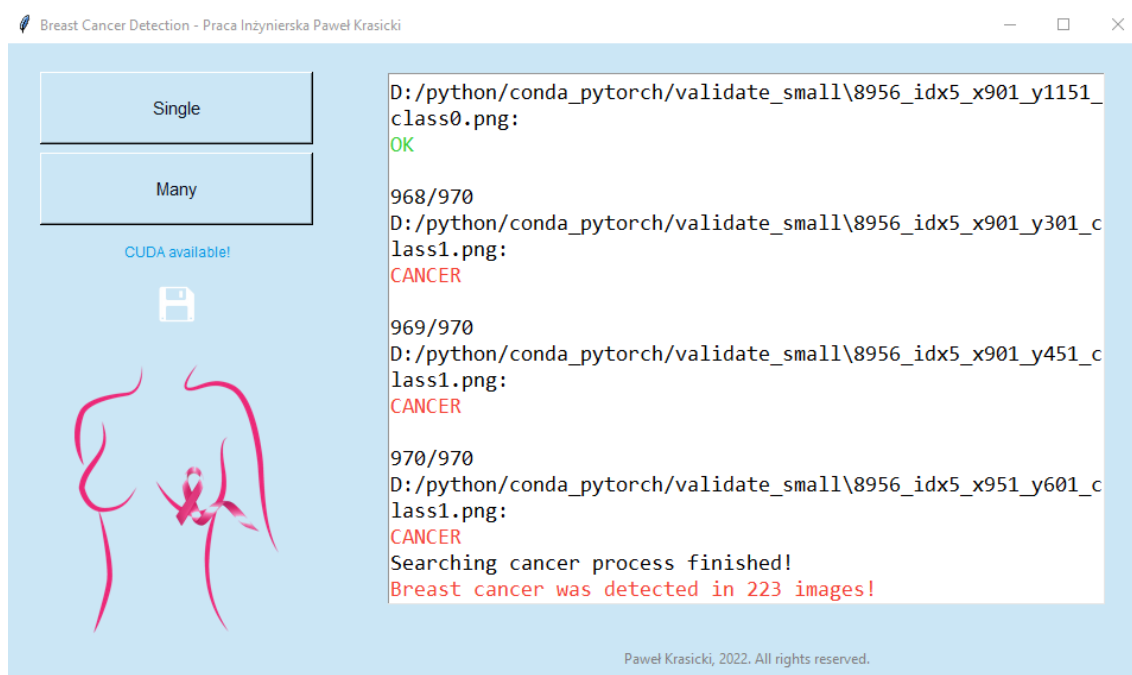 Breast Cancer Detection - Praca Inżynierska Paweł Krasicki
Single
Many
CUDA available!
D:/python/conda_pytorch/validate_small\8956_idx5_x901_y1151_
class0.png:
OK
968/970
D:/python/conda_pytorch/validate_small\8956_idx5_x901_y301_c
lass1.png:
CANCER
969/970
D:/python/conda_pytorch/validate_small\8956_idx5_x901_y451_c
lass1.png:
CANCER
970/970
D:/python/conda_pytorch/validate_small\8956_idx5_x951_y601_c
lass1.png:
CANCER
Searching cancer process finished!
Breast cancer was detected in 223 images!
Paweł Krasicki, 2022. All rights reserved.